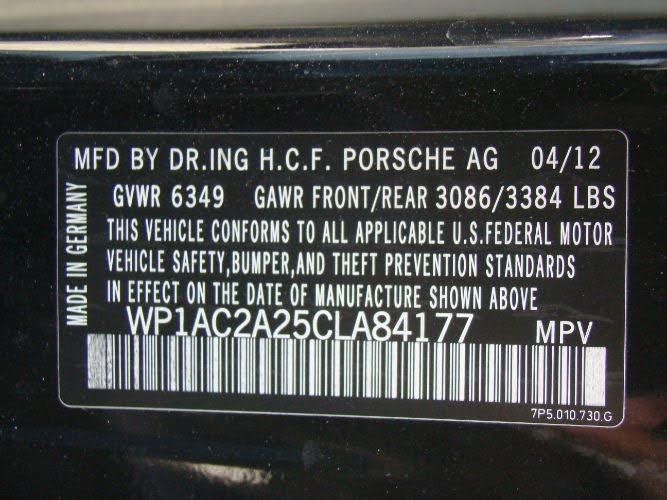 MFD BY DR.ING H.C.F. PORSCHE AG 04/12
GVWR 6349 GAWR FRONT/REAR 3086/3384 LBS
THIS VEHICLE CONFORMS TO ALL APPLICABLE U.S.FEDERAL MOTOR
VEHICLE SAFETY,BUMPER,AND THEFT PREVENTION STANDARDS
IN EFFECT ON THE DATE OF MANUFACTURE SHOWN ABOVE
MADE IN GERMANY
WP1AC2A25CLA84177 MPV
7P5.010.730.G